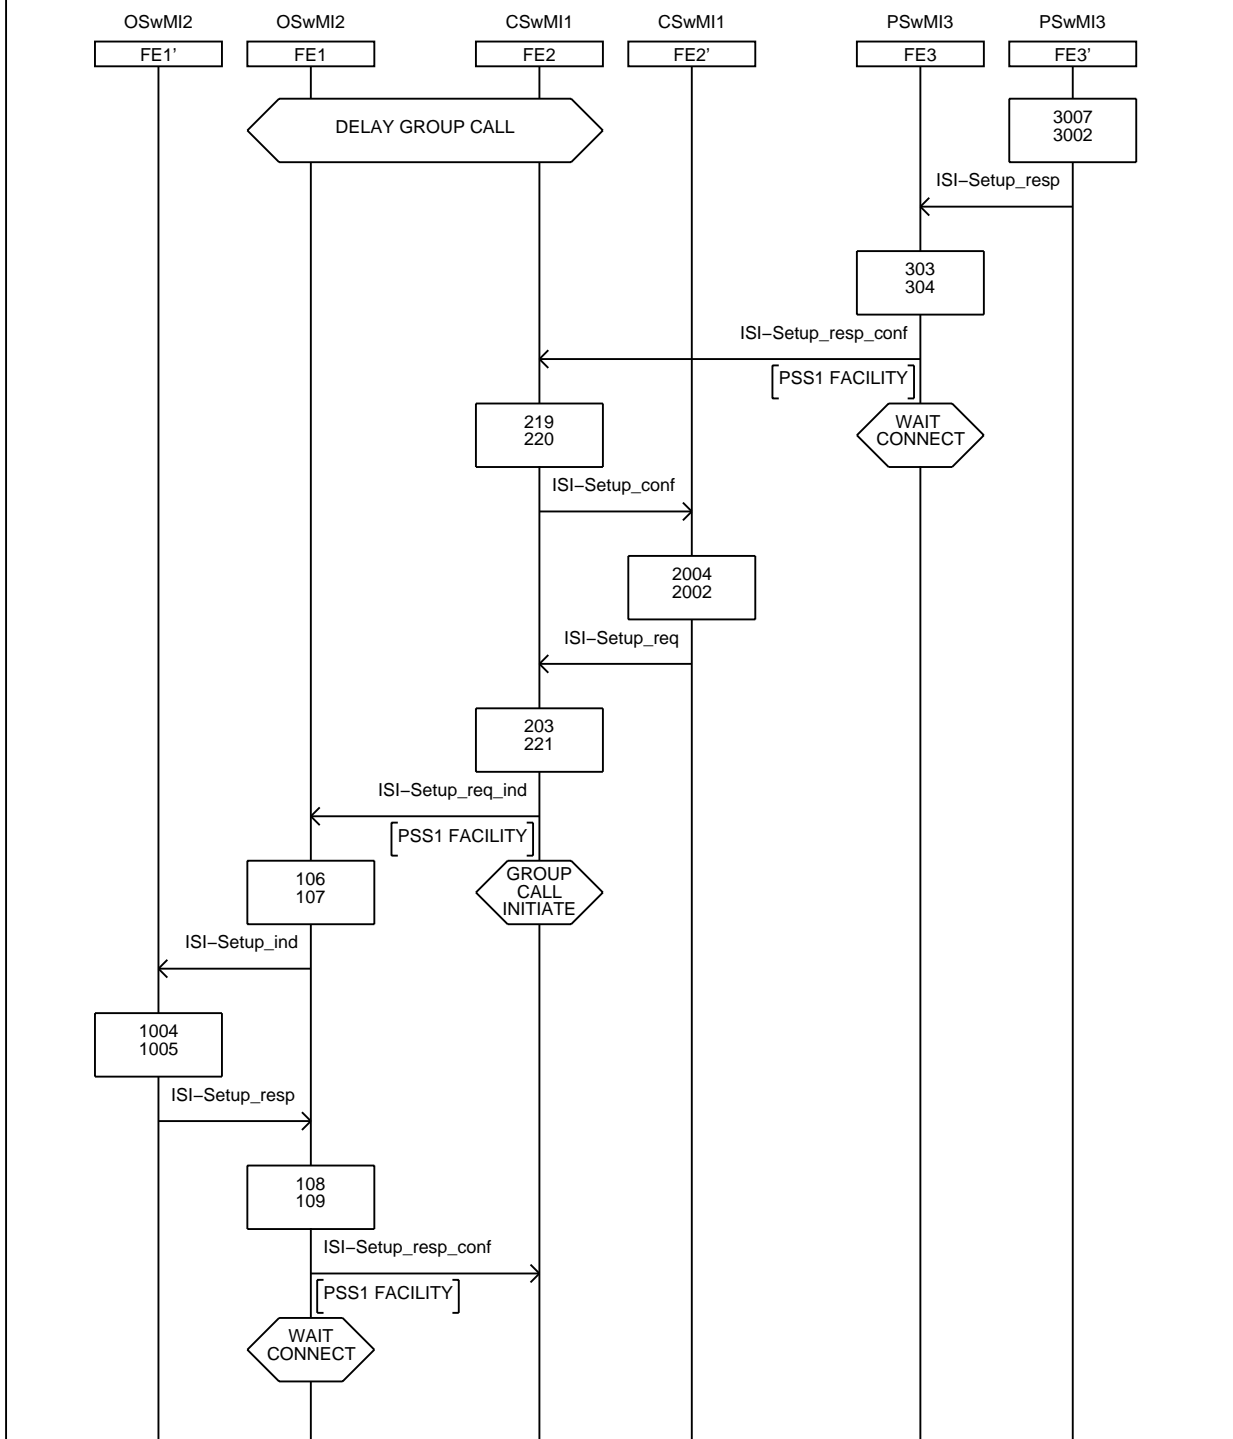 OSwMI2 OSwMI2 CSwMI1 CSwMI1 PSwMI3 PSwMI3
FE1’ FE1 FE2 FE2’ FE3 FE3’
DELAY GROUP CALL
3007
3002
ISI−Setup_resp
303
304
ISI−Setup_resp_conf
PSS1 FACILITY
219
220
WAIT
CONNECT
ISI−Setup_conf
2004
2002
ISI−Setup_req
203
221
ISI−Setup_req_ind
PSS1 FACILITY
106
107
GROUP
CALL
INITIATE
ISI−Setup_ind
1004
1005
ISI−Setup_resp
108
109
ISI−Setup_resp_conf
PSS1 FACILITY
WAIT
CONNECT